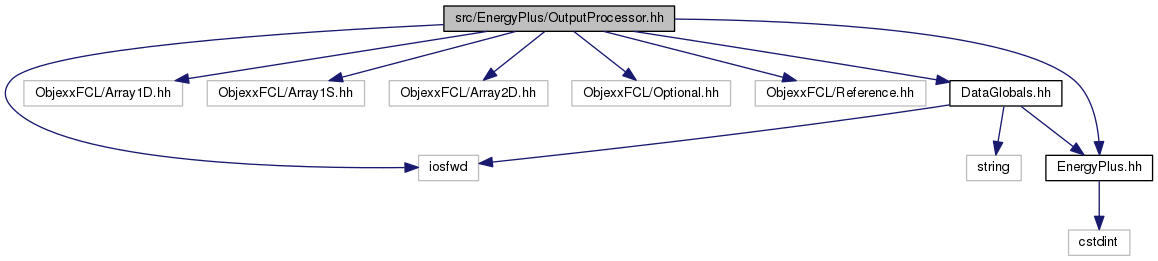 src/EnergyPlus/OutputProcessor.hh
ObjexxFCL/Array1D.hh
ObjexxFCL/Array1S.hh
ObjexxFCL/Array2D.hh
ObjexxFCL/Optional.hh
ObjexxFCL/Reference.hh
DataGlobals.hh
iosfwd
string
EnergyPlus.hh
cstdint